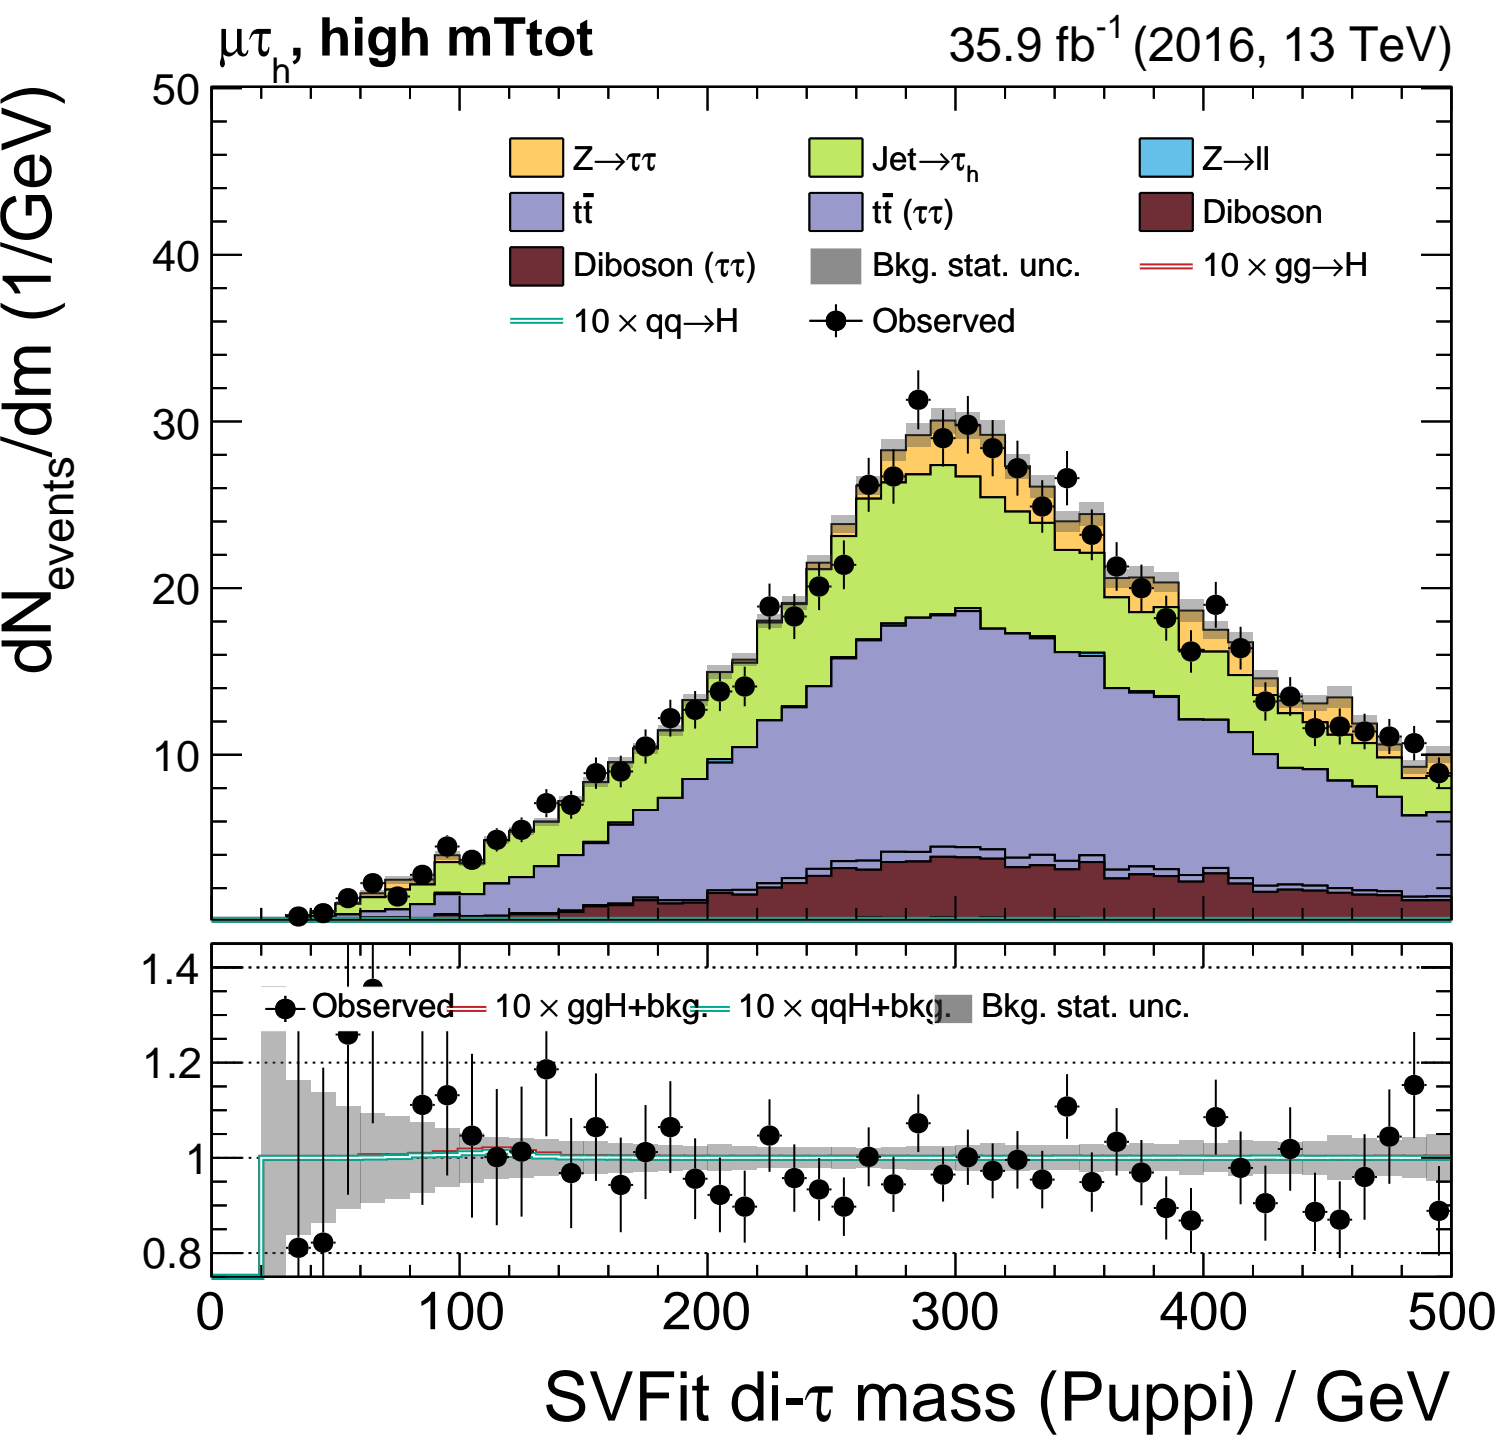 μτh, high mTtot 35.9 fb-1 (2016, 13 TeV)
dNevents/dm (1/GeV)
50
40
30
20
10
Z→ττ Jet→τh Z→ll
tt̄ tt̄ (ττ) Diboson
Diboson (ττ) Bkg. stat. unc. 10 × gg→H
10 × qq→H Observed
1.4
1.2
1
0.8
Observed 10 × ggH+bkg. 10 × qqH+bkg. Bkg. stat. unc.
0 100 200 300 400 500
SVFit di-τ mass (Puppi) / GeV